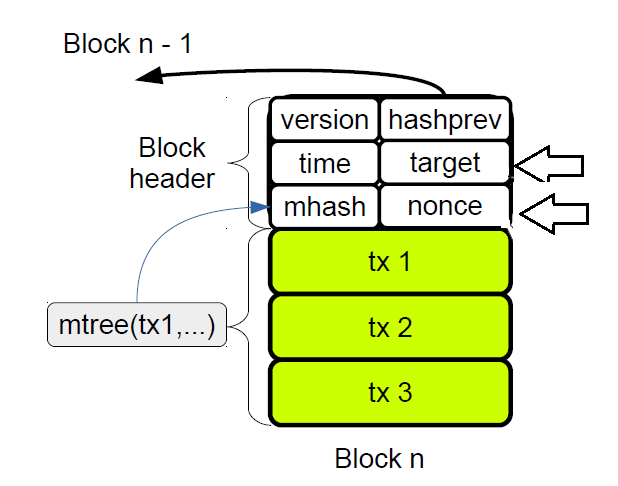 Block n - 1
version hashprev
Block
header
time target
mhash nonce
tx 1
mtree(tx1,...)
tx 2
tx 3
Block n